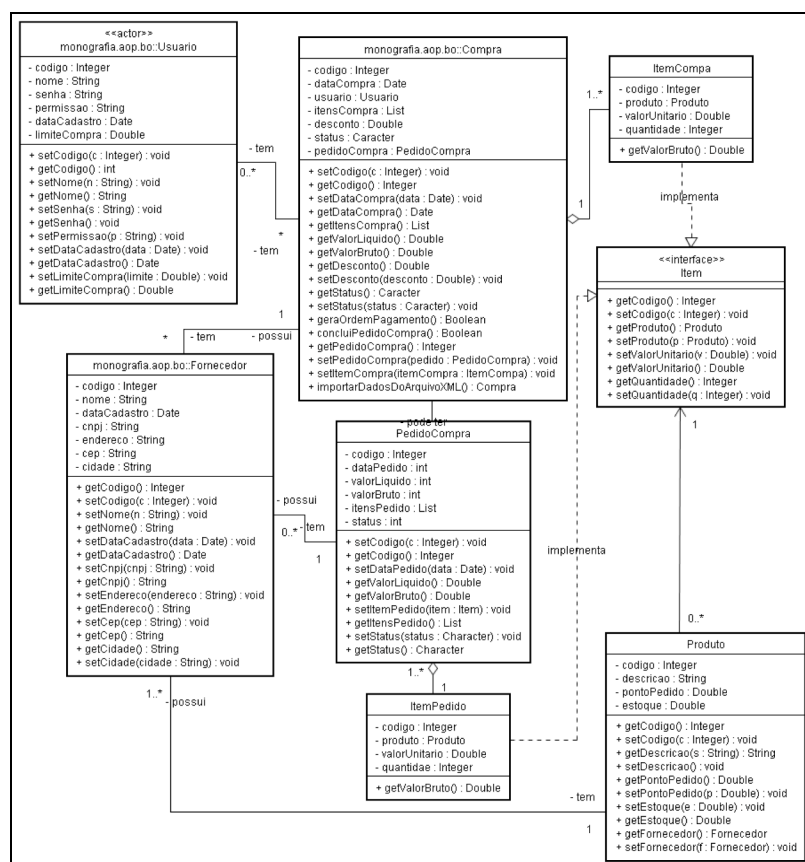 <<actor>>
monografia.aop.bo::Usuario
- codigo : Integer
- nome : String
- senha : String
- permissao : String
- dataCadastro : Date
- limiteCompra : Double
+ setCodigo(c : Integer) : void
+ getCodigo() : int
+ setNome(n : String) : void
+ getNome() : String
+ setSenha(s : String) : void
+ getSenha() : void
+ setPermissao(p : String) : void
+ setDataCadastro(data : Date) : void
+ getDataCadastro() : Date
+ setLimiteCompra(limite : Double) : void
+ getLimiteCompra() : Double
- tem
0..*
*
- tem
monografia.aop.bo::Compra
- codigo : Integer
- dataCompra : Date
- usuario : Usuario
- itensCompra : List
- desconto : Double
- status : Caracter
- pedidoCompra : PedidoCompra
+ setCodigo(c : Integer) : void
+ getCodigo() : Integer
+ setDataCompra(data : Date) : void
+ getDataCompra() : Date
+ getItensCompra() : List
+ getValorLiquido() : Double
+ getValorBruto() : Double
+ getDesconto() : Double
+ setDesconto(desconto : Double) : void
+ getStatus() : Caracter
+ setStatus(status : Caracter) : void
+ geraOrdemPagamento() : Boolean
+ concluiPedidoCompra() : Boolean
+ getPedidoCompra() : Integer
+ setPedidoCompra(pedido : PedidoCompra) : void
+ setItemCompra(itemCompra : ItemCompa) : void
+ importarDadosDoArquivoXML() : Compra
1..*
1
ItemCompa
- codigo : Integer
- produto : Produto
- valorUnitario : Double
- quantidade : Integer
+ getValorBruto() : Double
implementa
<<interface>>
Item
+ getCodigo() : Integer
+ setCodigo(c : Integer) : void
+ getProduto() : Produto
+ setProduto(p : Produto) : void
+ setValorUnitario(v : Double) : void
+ getValorUnitario() : Double
+ getQuantidade() : Integer
+ setQuantidade(q : Integer) : void
1
* - tem
1
- possui
monografia.aop.bo::Fornecedor
- codigo : Integer
- nome : String
- dataCadastro : Date
- cnpj : String
- endereco : String
- cep : String
- cidade : String
+ getCodigo() : Integer
+ setCodigo(c : Integer) : void
+ setNome(n : String) : void
+ getNome() : String
+ setDataCadastro(data : Date) : void
+ getDataCadastro() : Date
+ setCnpj(cnpj : String) : void
+ getCnpj() : String
+ setEndereco(endereco : String) : void
+ getEndereco() : String
+ setCep(cep : String) : void
+ getCep() : String
+ getCidade() : String
+ setCidade(cidade : String) : void
- possui
0..* - tem
1
- pode ter
PedidoCompra
- codigo : Integer
- dataPedido : int
- valorLiquido : int
- valorBruto : int
- itensPedido : List
- status : int
+ setCodigo(c : Integer) : void
+ getCodigo() : Integer
+ setDataPedido(data : Date) : void
+ getValorLiquido() : Double
+ getValorBruto() : Double
+ setItemPedido(item : Item) : void
+ getItensPedido() : List
+ setStatus(status : Character) : void
+ getStatus() : Character
1..*
1
implementa
ItemPedido
- codigo : Integer
- produto : Produto
- valorUnitario : Double
- quantidae : Integer
+ getValorBruto() : Double
0..*
Produto
- codigo : Integer
- descricao : String
- pontoPedido : Double
- estoque : Double
+ getCodigo() : Integer
+ setCodigo(c : Integer) : void
+ getDescricao(s : String) : String
+ setDescricao() : void
+ getPontoPedido() : Double
+ setPontoPedido(p : Double) : void
+ setEstoque(e : Double) : void
+ getEstoque() : Double
+ getFornecedor() : Fornecedor
+ setFornecedor(f : Fornecedor) : void
1..*
- possui
- tem
1